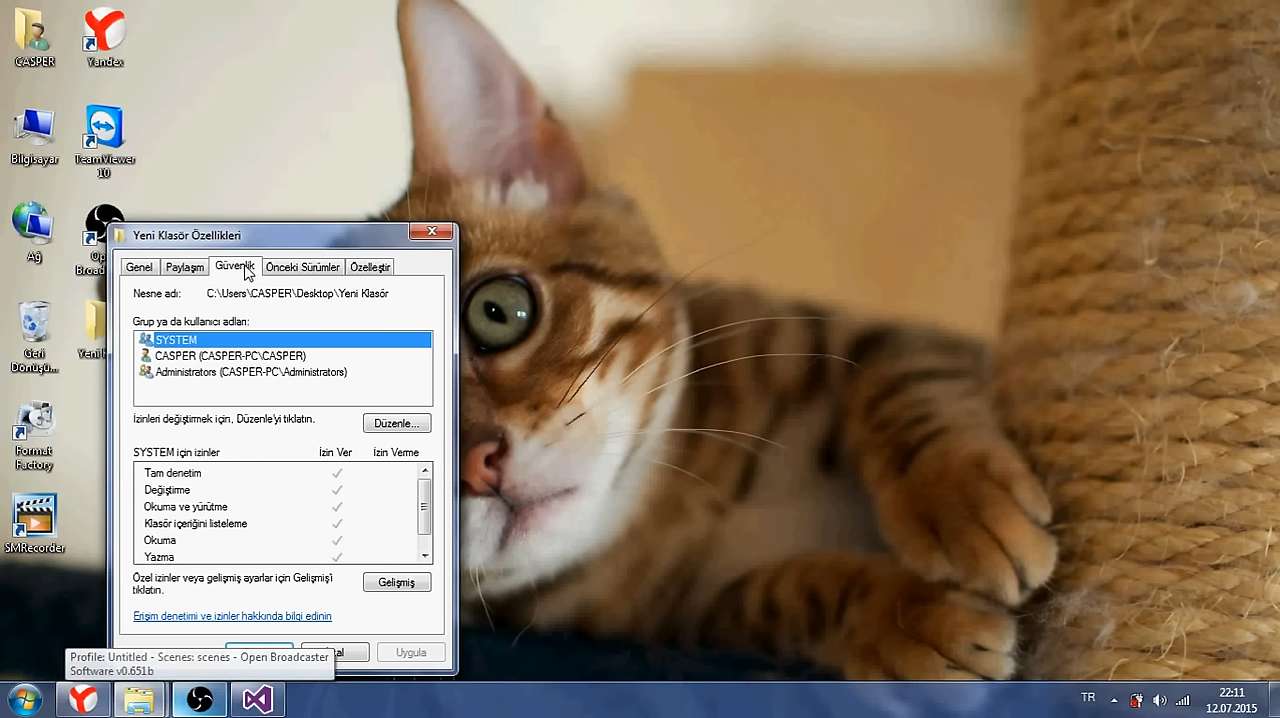 CASPER
Yandex
Bilgisayar
TeamViewer
10
Ağ
Broad
Geri
Dönüşü...
Format
Factory
SMRecorder
Yeni Klasör Özellikleri
Genel
Paylaşım
Güvenlik
Önceki Sürümler
Özelleştir
Nesne adı: C:\Users\CASPER\Desktop\Yeni Klasör
Grup ya da kullanıcı adları:
SYSTEM
CASPER (CASPER-PC\CASPER)
Administrators (CASPER-PC\Administrators)
İzinleri değiştirmek için, Düzenle'yi tıklatın.
Düzenle...
SYSTEM için izinler İzin Ver İzin Verme
Tam denetim
Değiştirme
Okuma ve yürütme
Klasör içeriğini listeleme
Okuma
Yazma
Özel izinler veya gelişmiş ayarlar için Gelişmiş'i
tıklatın.
Gelişmiş
Erişim denetimi ve izinler hakkında bilgi edinin
Uygula
Profile: Untitled - Scenes: scenes - Open Broadcaster
Software v0.651b
TR
22:11
12.07.2015